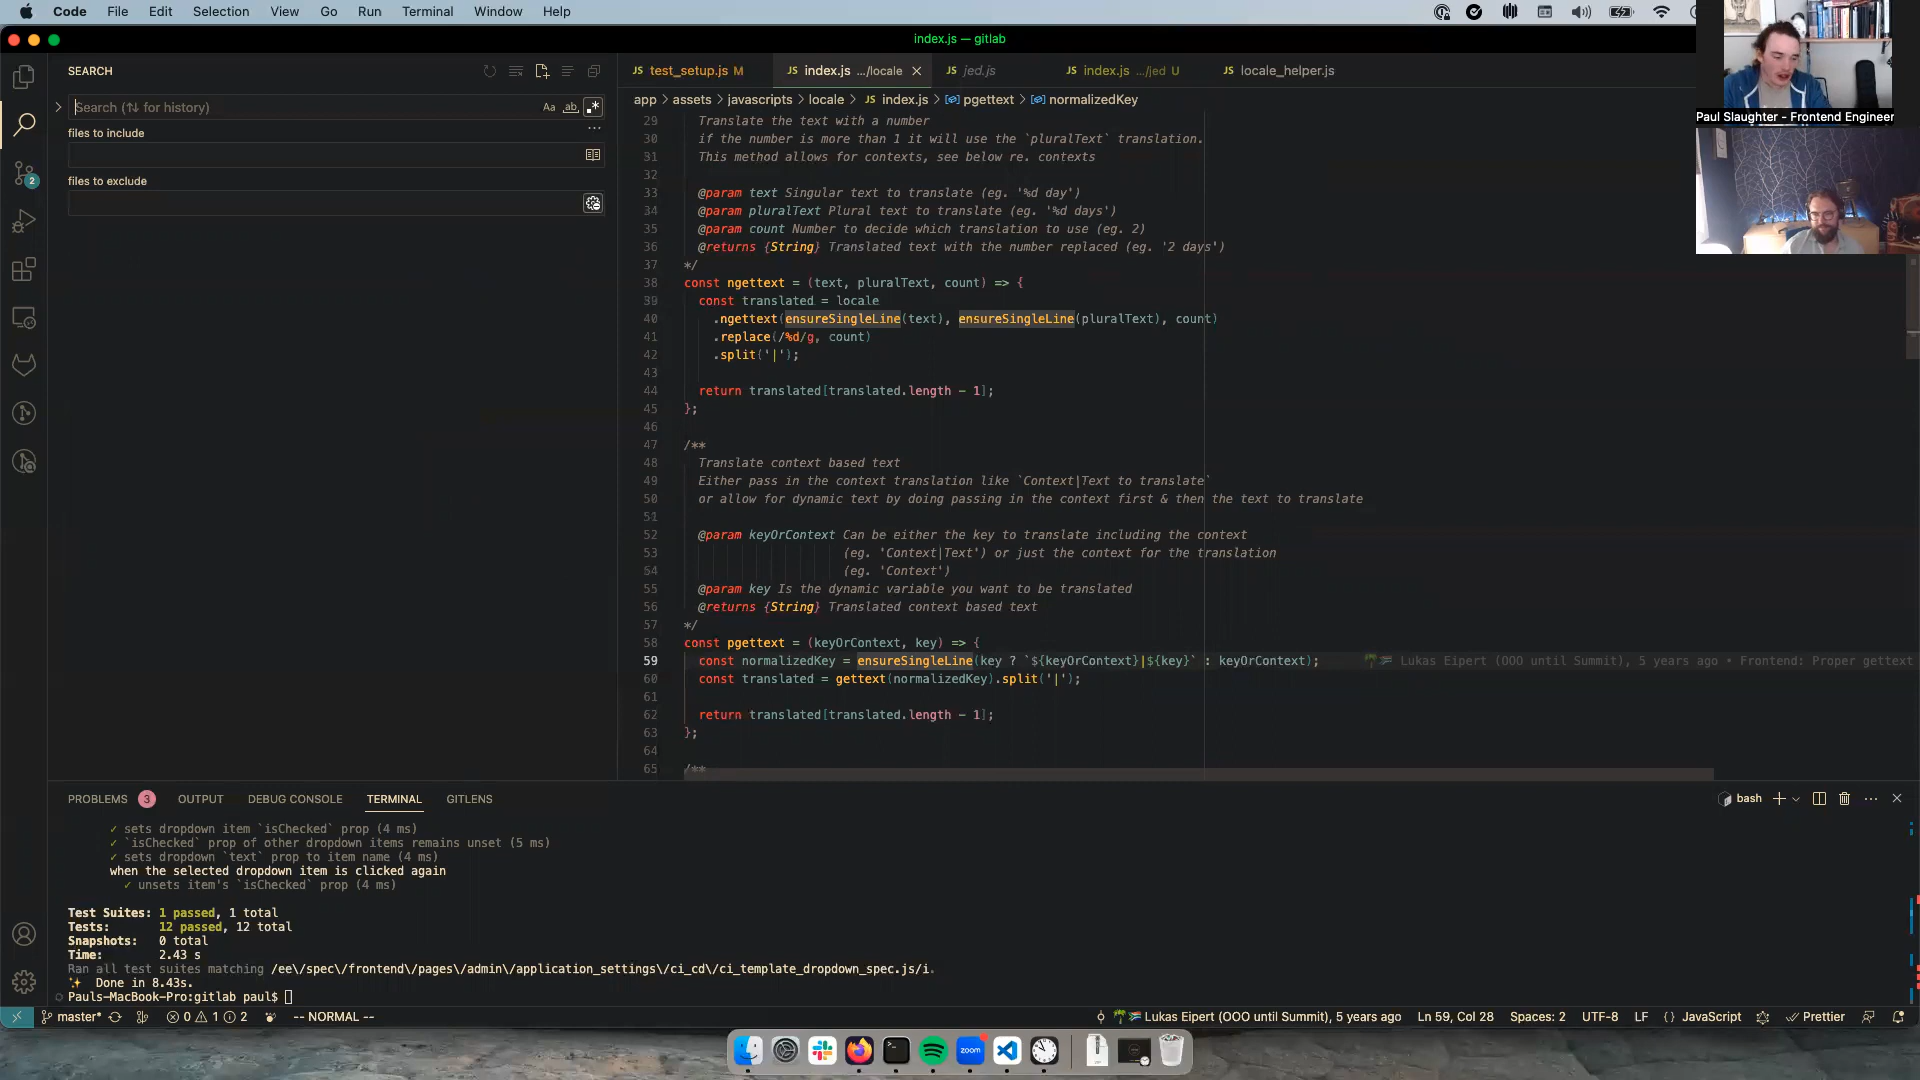 Code File Edit Selection View Go Run Terminal Window Help
index.js — gitlab
SEARCH
Search (⇅ for history)
Aa ab .*
files to include
files to exclude
2
JS test_setup.js M
JS index.js .../locale
JS jed.js
JS index.js .../jed U
JS locale_helper.js
app > assets > javascripts > locale > JS index.js > pgettext > normalizedKey
29 Translate the text with a number
30 if the number is more than 1 it will use the `pluralText` translation.
31 This method allows for contexts, see below re. contexts
32
33 @param text Singular text to translate (eg. '%d day')
34 @param pluralText Plural text to translate (eg. '%d days')
35 @param count Number to decide which translation to use (eg. 2)
36 @returns {String} Translated text with the number replaced (eg. '2 days')
37 */
38 const ngettext = (text, pluralText, count) => {
39 const translated = locale
40 .ngettext(ensureSingleLine(text), ensureSingleLine(pluralText), count)
41 .replace(/%d/g, count)
42 .split('|');
43
44 return translated[translated.length - 1];
45 };
46
47 /**
48 Translate context based text
49 Either pass in the context translation like `Context|Text to translate`
50 or allow for dynamic text by doing passing in the context first & then the text to translate
51
52 @param keyOrContext Can be either the key to translate including the context
53 (eg. 'Context|Text') or just the context for the translation
54 (eg. 'Context')
55 @param key Is the dynamic variable you want to be translated
56 @returns {String} Translated context based text
57 */
58 const pgettext = (keyOrContext, key) => {
59 const normalizedKey = ensureSingleLine(key ? `${keyOrContext}|${key}` : keyOrContext); Lukas Eipert (OOO until Summit), 5 years ago • Frontend: Proper gettext
60 const translated = gettext(normalizedKey).split('|');
61
62 return translated[translated.length - 1];
63 };
64
65 /**
Paul Slaughter - Frontend Engineer
PROBLEMS 3 OUTPUT DEBUG CONSOLE TERMINAL GITLENS
bash
✓ sets dropdown item `isChecked` prop (4 ms)
✓ `isChecked` prop of other dropdown items remains unset (5 ms)
✓ sets dropdown `text` prop to item name (4 ms)
when the selected dropdown item is clicked again
✓ unsets item's `isChecked` prop (4 ms)
Test Suites: 1 passed, 1 total
Tests: 12 passed, 12 total
Snapshots: 0 total
Time: 2.43 s
Ran all test suites matching /ee\/spec\/frontend\/pages\/admin\/application_settings\/ci_cd\/ci_template_dropdown_spec.js/i.
✨ Done in 8.43s.
Pauls-MacBook-Pro:gitlab paul$
master* 0 1 2 -- NORMAL -- Lukas Eipert (OOO until Summit), 5 years ago Ln 59, Col 28 Spaces: 2 UTF-8 LF {} JavaScript Prettier
zoom